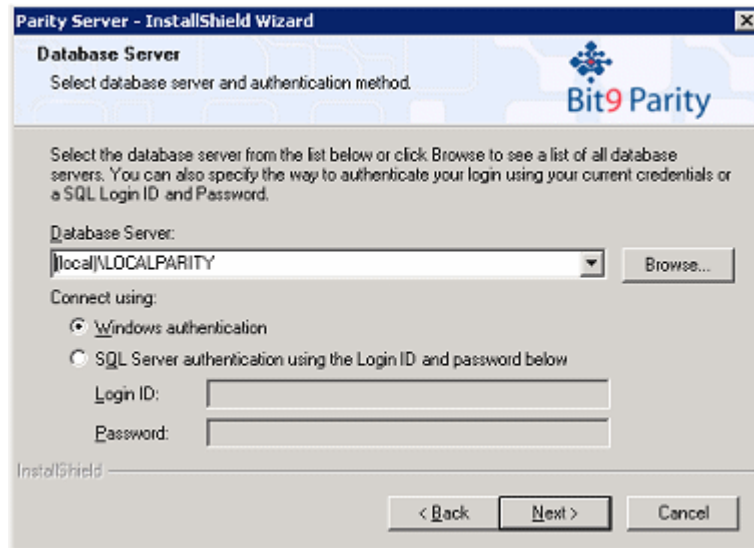 Parity Server - InstallShield Wizard
Database Server
Select database server and authentication method.
Bit9 Parity
Select the database server from the list below or click Browse to see a list of all database
servers. You can also specify the way to authenticate your login using your current credentials or
a SQL Login ID and Password.
Database Server:
(local)\LOCALPARITY
Browse...
Connect using:
Windows authentication
SQL Server authentication using the Login ID and password below
Login ID:
Password:
InstallShield
< Back
Next >
Cancel